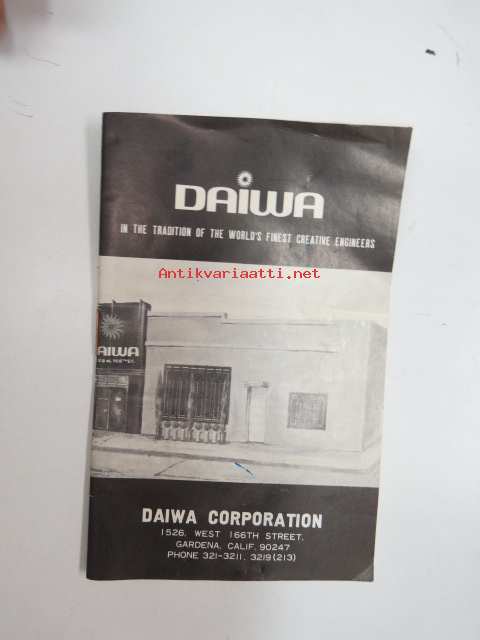 DAIWA
IN THE TRADITION OF THE WORLD'S FINEST CREATIVE ENGINEERS
Antikvariaatti.net
AIWA
DAIWA CORPORATION
1526, WEST 166TH STREET,
GARDENA, CALIF. 90247
PHONE 321-3211, 3219(213)